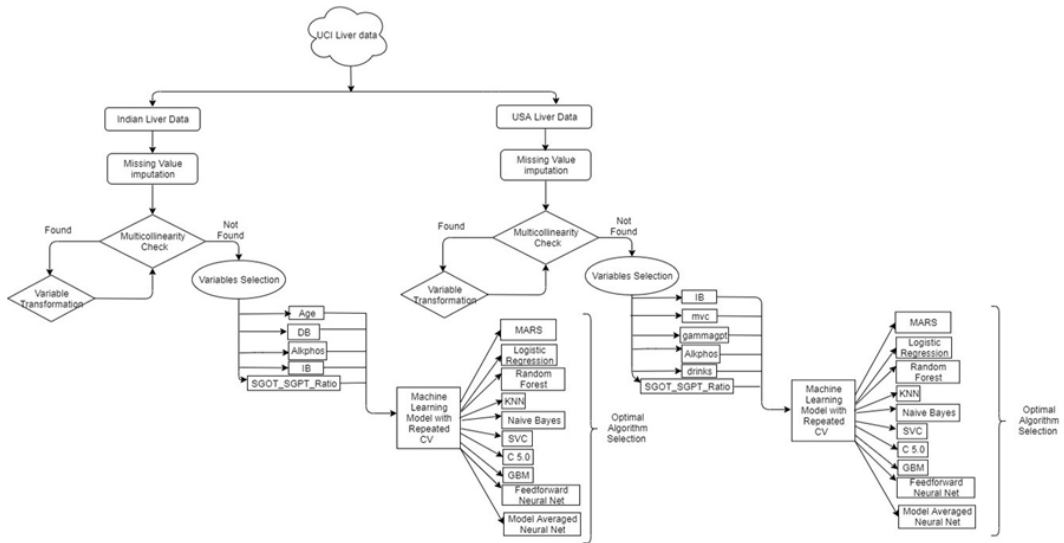 UCI Liver data
Indian Liver Data
Missing Value
imputation
Found
Multicollinearity
Check
Not
Found
Variable
Transformation
Variables Selection
Age
DB
Alkphos
IB
SGOT_SGPT_Ratio
Machine
Learning
Model with
Repeated
CV
MARS
Logistic
Regression
Random
Forest
KNN
Naive Bayes
SVC
C 5.0
GBM
Feedforward
Neural Net
Model Averaged
Neural Net
Optimal
Algorithm
Selection
USA Liver Data
Missing Value
imputation
Found
Multicollinearity
Check
Not
Found
Variable
Transformation
Variables Selection
IB
mvc
gammagpt
Alkphos
drinks
SGOT_SGPT_Ratio
Machine
Learning
Model with
Repeated
CV
MARS
Logistic
Regression
Random
Forest
KNN
Naive Bayes
SVC
C 5.0
GBM
Feedforward
Neural Net
Model Averaged
Neural Net
Optimal
Algorithm
Selection